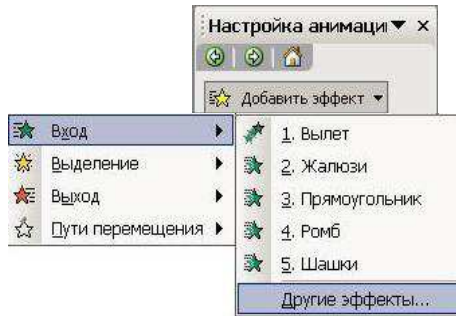 Настройка анимаци
Добавить эффект
Вход
Выделение
Выход
Пути перемещения
1. Вылет
2. Жалюзи
3. Прямоугольник
4. Ромб
5. Шашки
Другие эффекты...